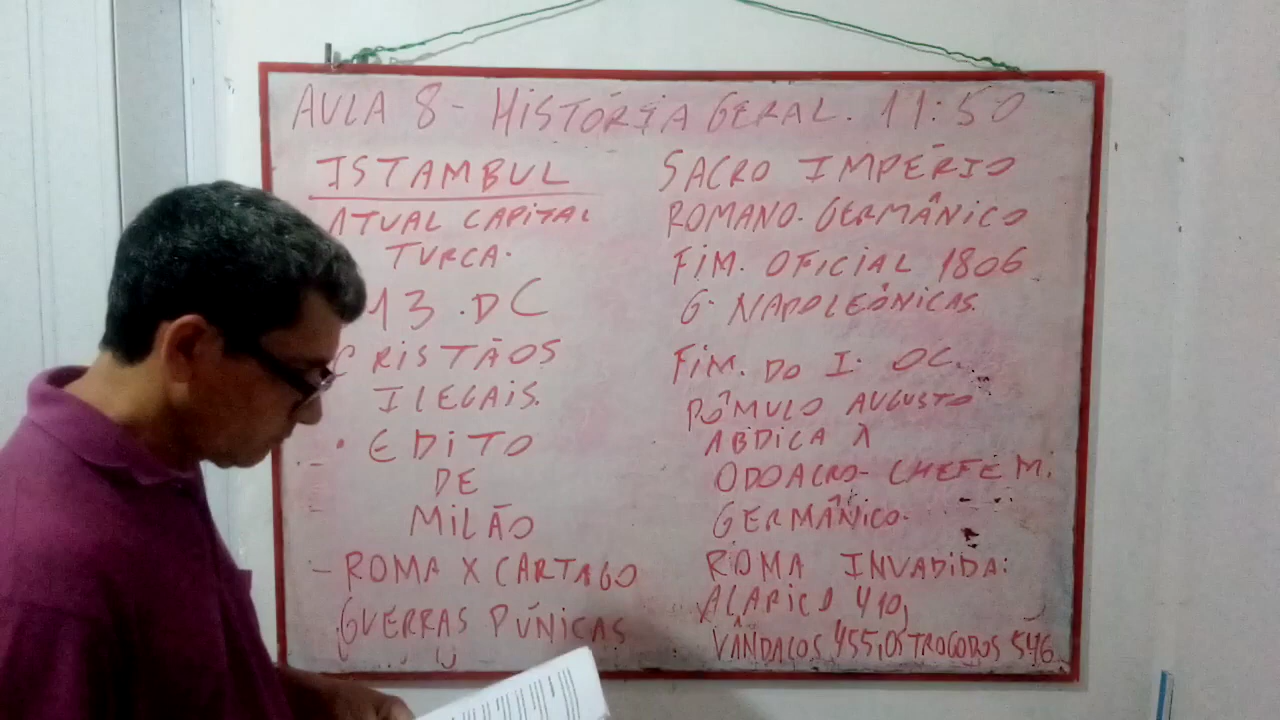 AULA 8 - HISTÓRIA GERAL. 11:50
ISTAMBUL
ATUAL CAPITAL
TURCA.
13.DC
CRISTÃOS
ILEGAIS.
• EDITO
DE
MILÃO
- ROMA X CARTAGO
GUERRAS PÚNICAS
SACRO IMPÉRIO
ROMANO. GERMÂNICO
FIM. OFICIAL 1806
G. NAPOLEÔNICAS.
FIM. DO I. OC.
RÔMULO AUGUSTO
ABDICA A
ODOACRO - CHEFE M.
GERMÂNICO.
ROMA INVADIDA:
ALARICO 410,
VÂNDALOS 455, OSTROGODOS 546